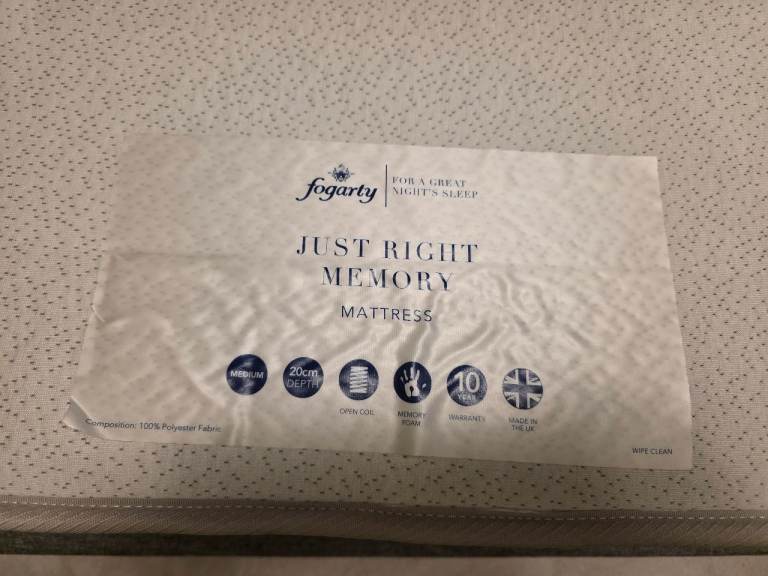 fogarty
FOR A GREAT
NIGHT'S SLEEP
JUST RIGHT
MEMORY
MATTRESS
MEDIUM
20cm
DEPTH
OPEN COIL
MEMORY
FOAM
10
YEAR
WARRANTY
MADE IN
THE UK
Composition: 100% Polyester Fabric
WIPE CLEAN